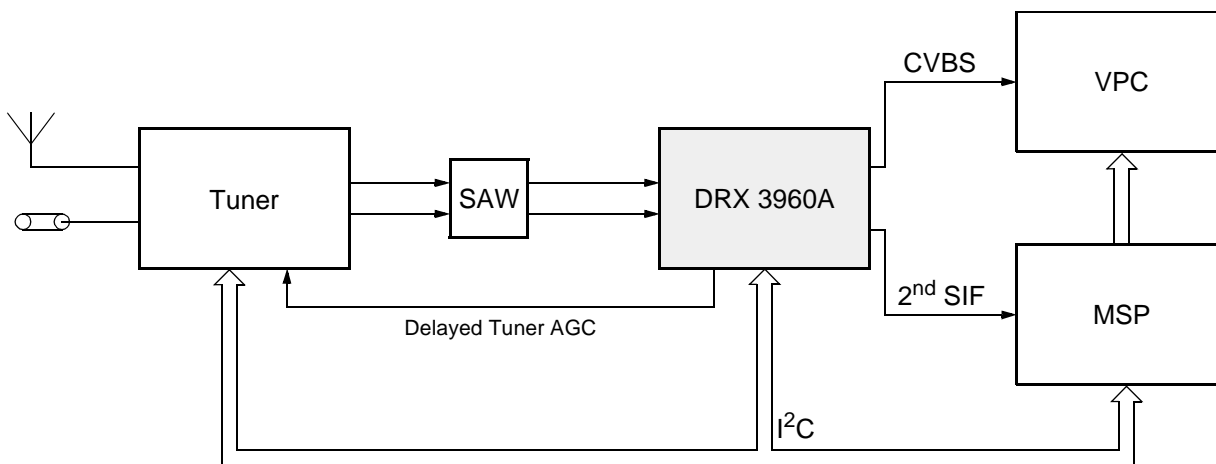 CVBS
VPC
Tuner
SAW
DRX 3960A
2nd SIF
MSP
Delayed Tuner AGC
I2C